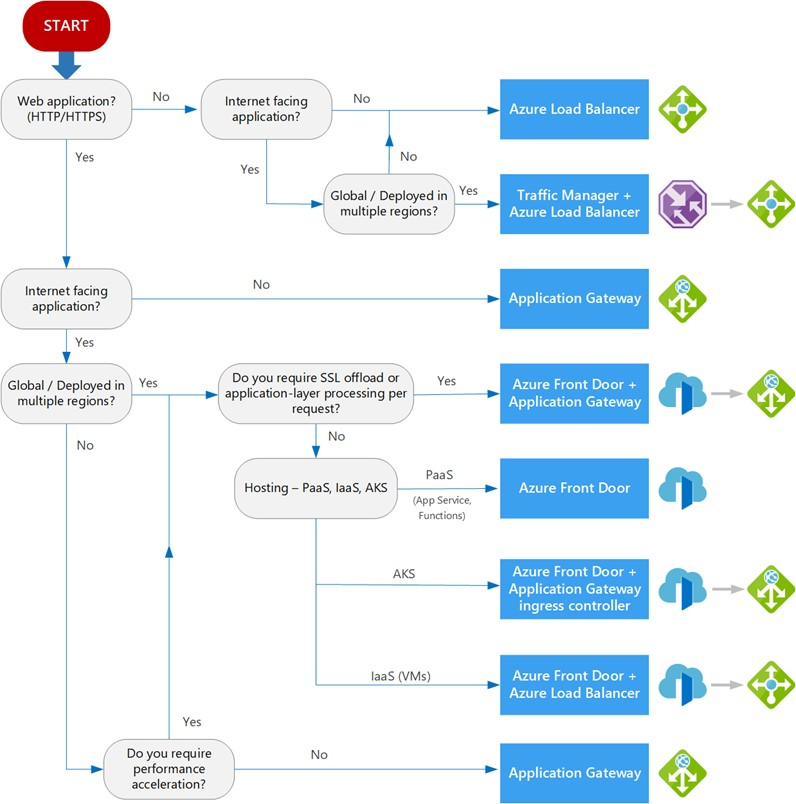 START
Web application?
(HTTP/HTTPS)
No
Internet facing
application?
No
Azure Load Balancer
Yes
Yes
No
Global / Deployed in
multiple regions?
Yes
Traffic Manager +
Azure Load Balancer
Internet facing
application?
No
Application Gateway
Yes
Global / Deployed in
multiple regions?
Yes
Do you require SSL offload or
application-layer processing per
request?
Yes
Azure Front Door +
Application Gateway
No
No
Hosting – PaaS, IaaS, AKS
PaaS
(App Service,
Functions)
Azure Front Door
AKS
Azure Front Door +
Application Gateway
ingress controller
IaaS (VMs)
Azure Front Door +
Azure Load Balancer
Yes
Do you require
performance
acceleration?
No
Application Gateway